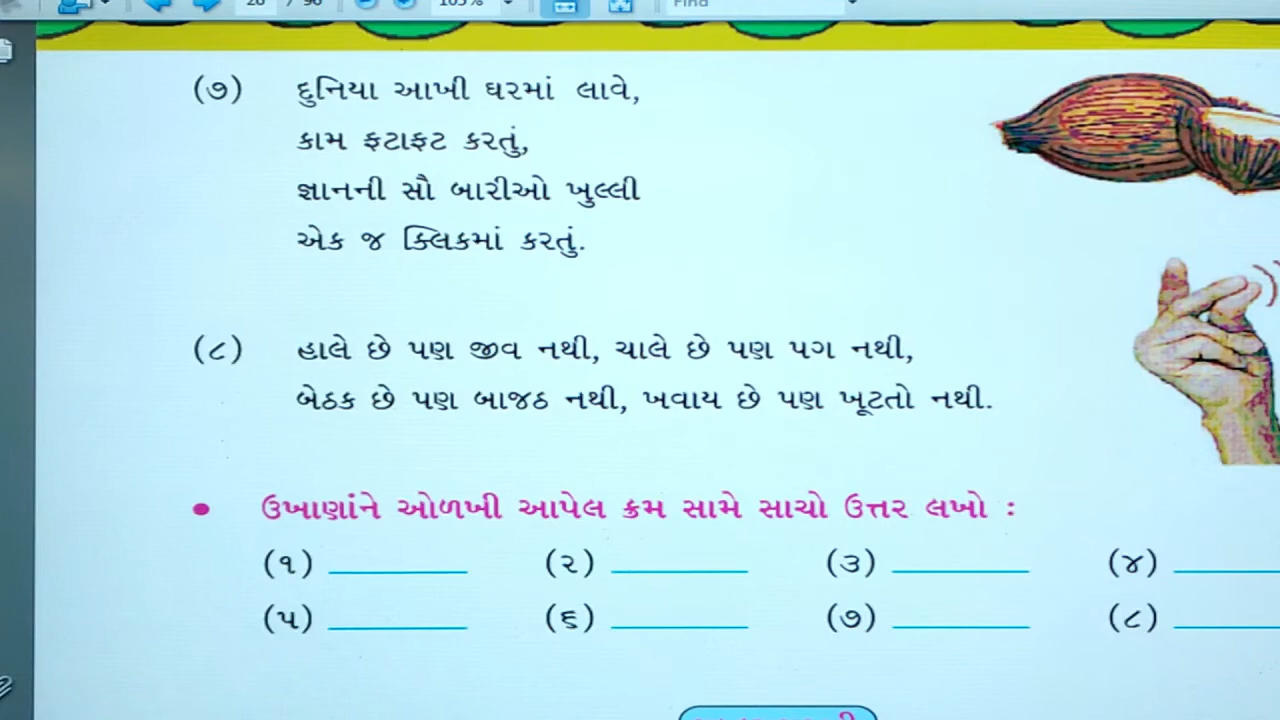 (૭) દુનિયા આખી ઘરમાં લાવે,
કામ ફટાફટ કરતું,
જ્ઞાનની સૌ બારીઓ ખુલ્લી
એક જ ક્લિકમાં કરતું.
(૮) હાલે છે પણ જીવ નથી, ચાલે છે પણ પગ નથી,
બેઠક છે પણ બાજઠ નથી, ખવાય છે પણ ખૂટતો નથી.
• ઉખાણાંને ઓળખી આપેલ ક્રમ સામે સાચો ઉત્તર લખો :
(૧) (૨) (૩) (૪)
(૫) (૬) (૭) (૮)